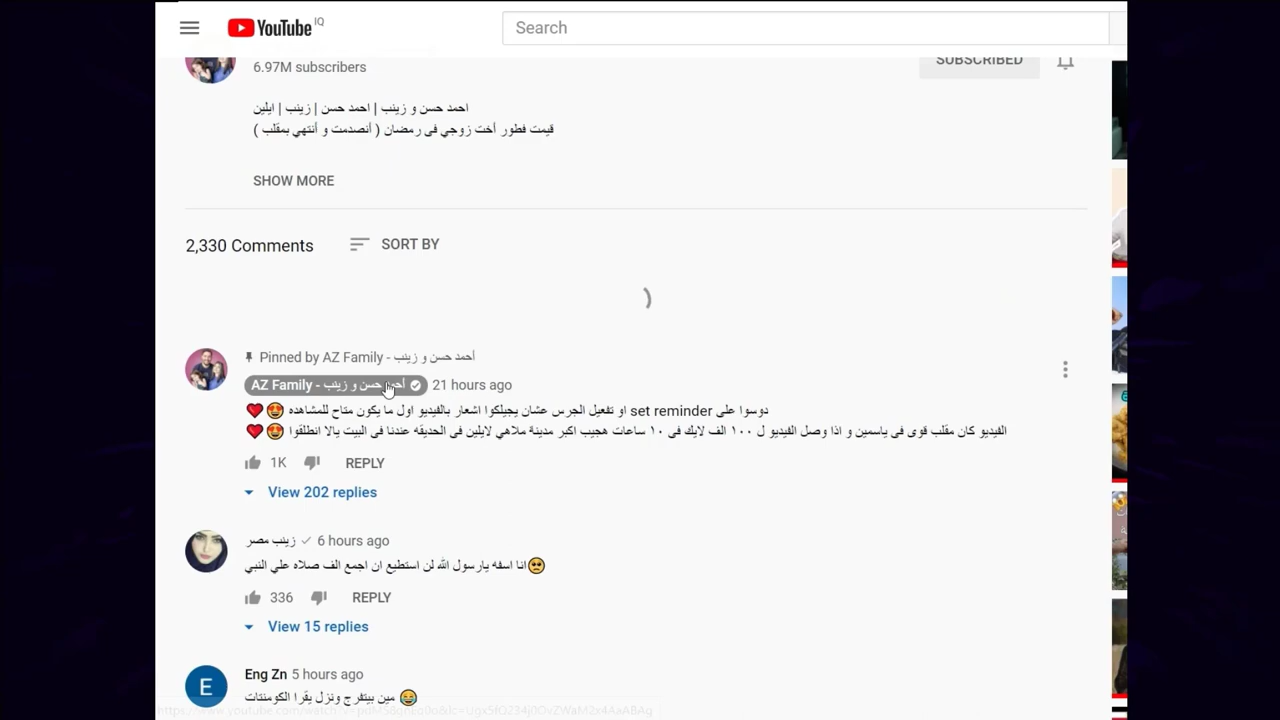 YouTube IQ
Search
6.97M subscribers
SUBSCRIBED
احمد حسن و زينب | احمد حسن | زينب | ايلين
قيمت فطور أخت زوجي فى رمضان ( أنصدمت و أنتهي بمقلب )
SHOW MORE
2,330 Comments
SORT BY
Pinned by AZ Family - أحمد حسن و زينب
AZ Family - أحمد حسن و زينب 21 hours ago
دوسوا على set reminder او تفعيل الجرس عشان يجيلكوا اشعار بالفيديو اول ما يكون متاح للمشاهده 😍❤️
الفيديو كان مقلب قوى فى ياسمين و اذا وصل الفيديو ل ١٠٠ الف لايك فى ١٠ ساعات هجيب اكبر مدينة ملاهي لايلين فى الحديقه عندنا فى البيت يالا انطلقوا 😍❤️
1K REPLY
View 202 replies
زينب مصر ✓ 6 hours ago
انا اسفه يارسول الله لن استطيع ان اجمع الف صلاه علي النبي🥺
336 REPLY
View 15 replies
E
Eng Zn 5 hours ago
مين بيتفرج ونزل يقرا الكومنتات 😂